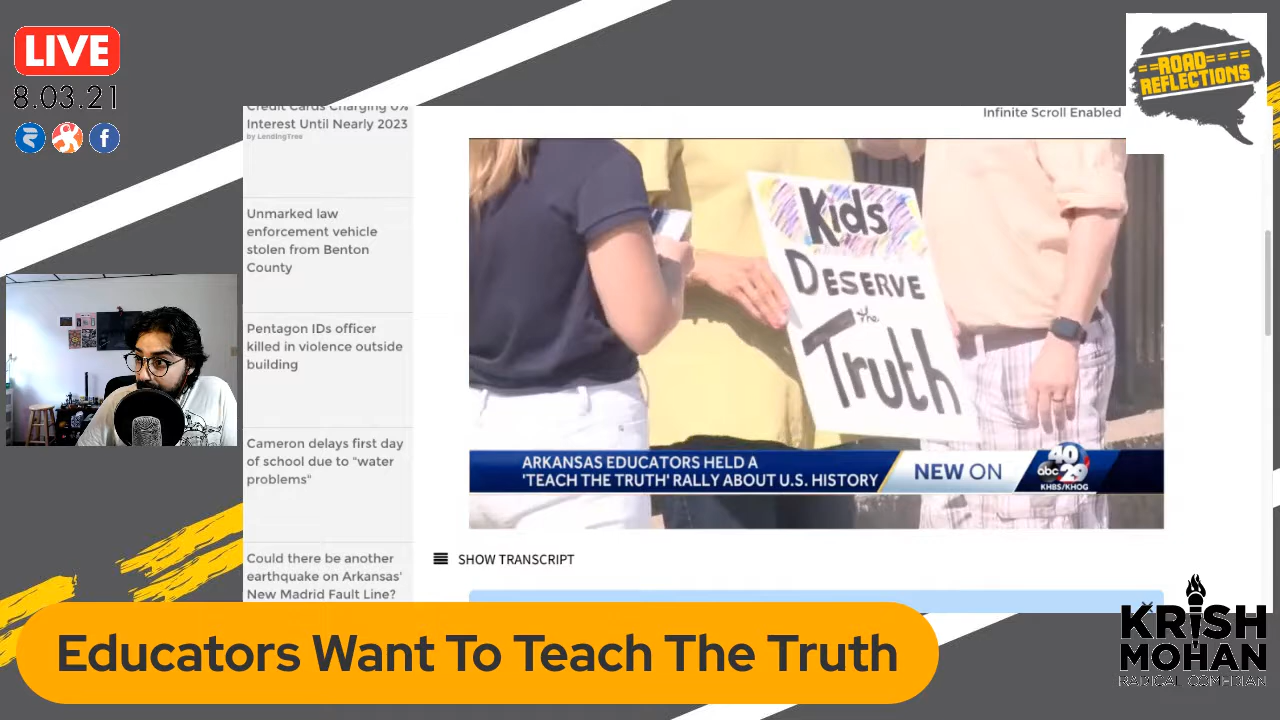 LIVE
8.03.21
ROAD
REFLECTIONS
Credit Cards Charging 0%
Interest Until Nearly 2023
by LendingTree
Infinite Scroll Enabled
Unmarked law
enforcement vehicle
stolen from Benton
County
Pentagon IDs officer
killed in violence outside
building
Cameron delays first day
of school due to "water
problems"
Could there be another
earthquake on Arkansas'
New Madrid Fault Line?
Kids
DESERVE
the
Truth
ARKANSAS EDUCATORS HELD A
'TEACH THE TRUTH' RALLY ABOUT U.S. HISTORY
NEW ON
40
abc 29
KHBS/KHOG
SHOW TRANSCRIPT
Educators Want To Teach The Truth
KRISH
MOHAN
RADICAL COMEDIAN